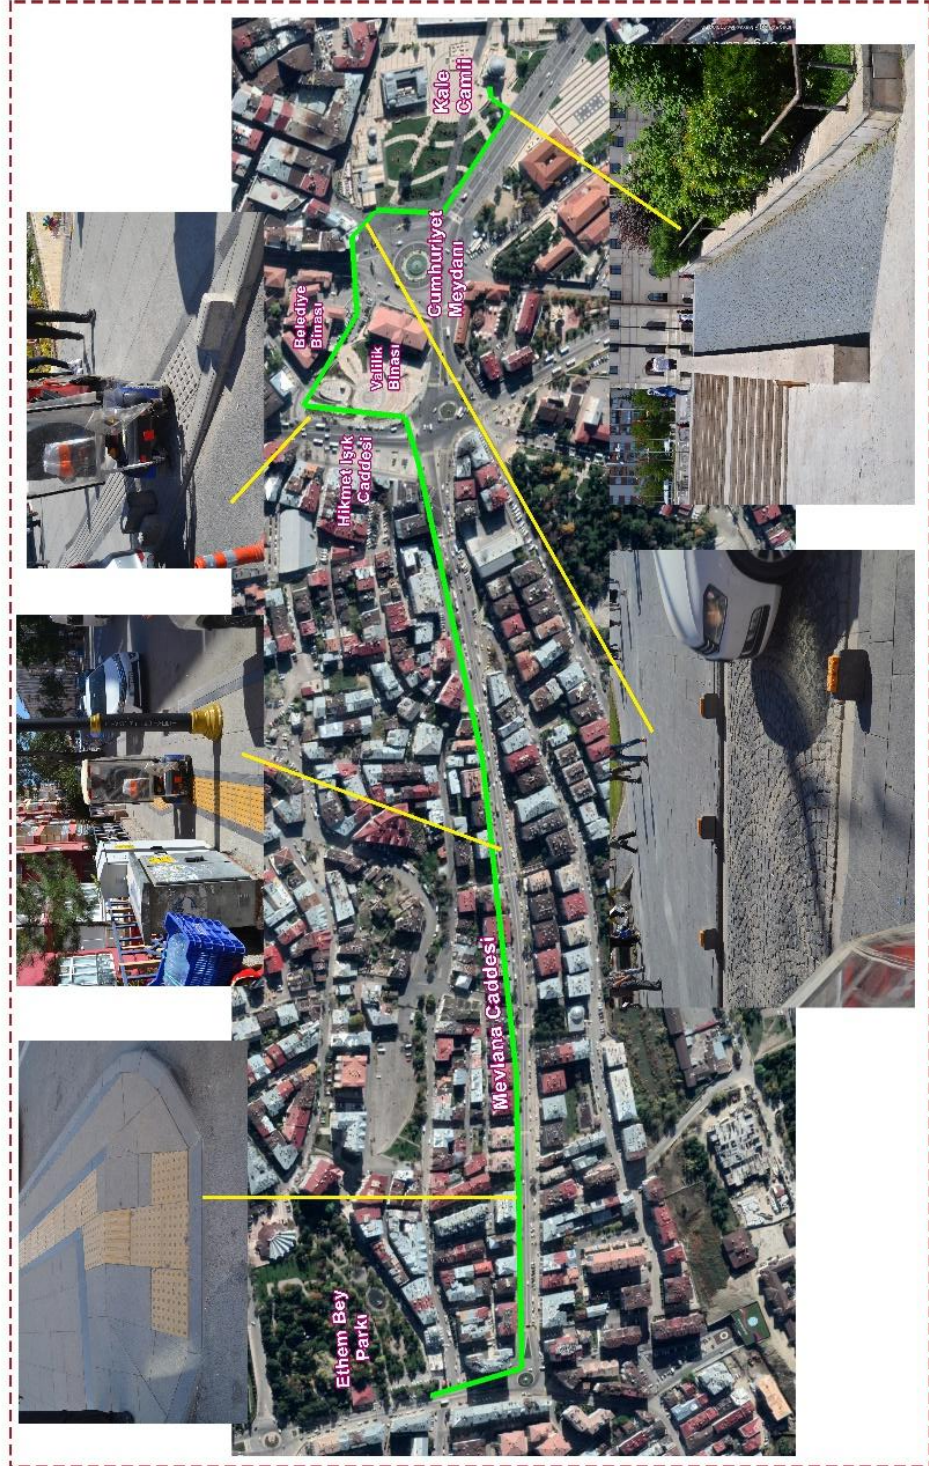 Kale
Camii
Cumhuriyet
Meydanı
Belediye
Binası
Valilik
Binası
Hikmet Işık
Caddesi
Mevlana Caddesi
Ethem Bey
Parkı